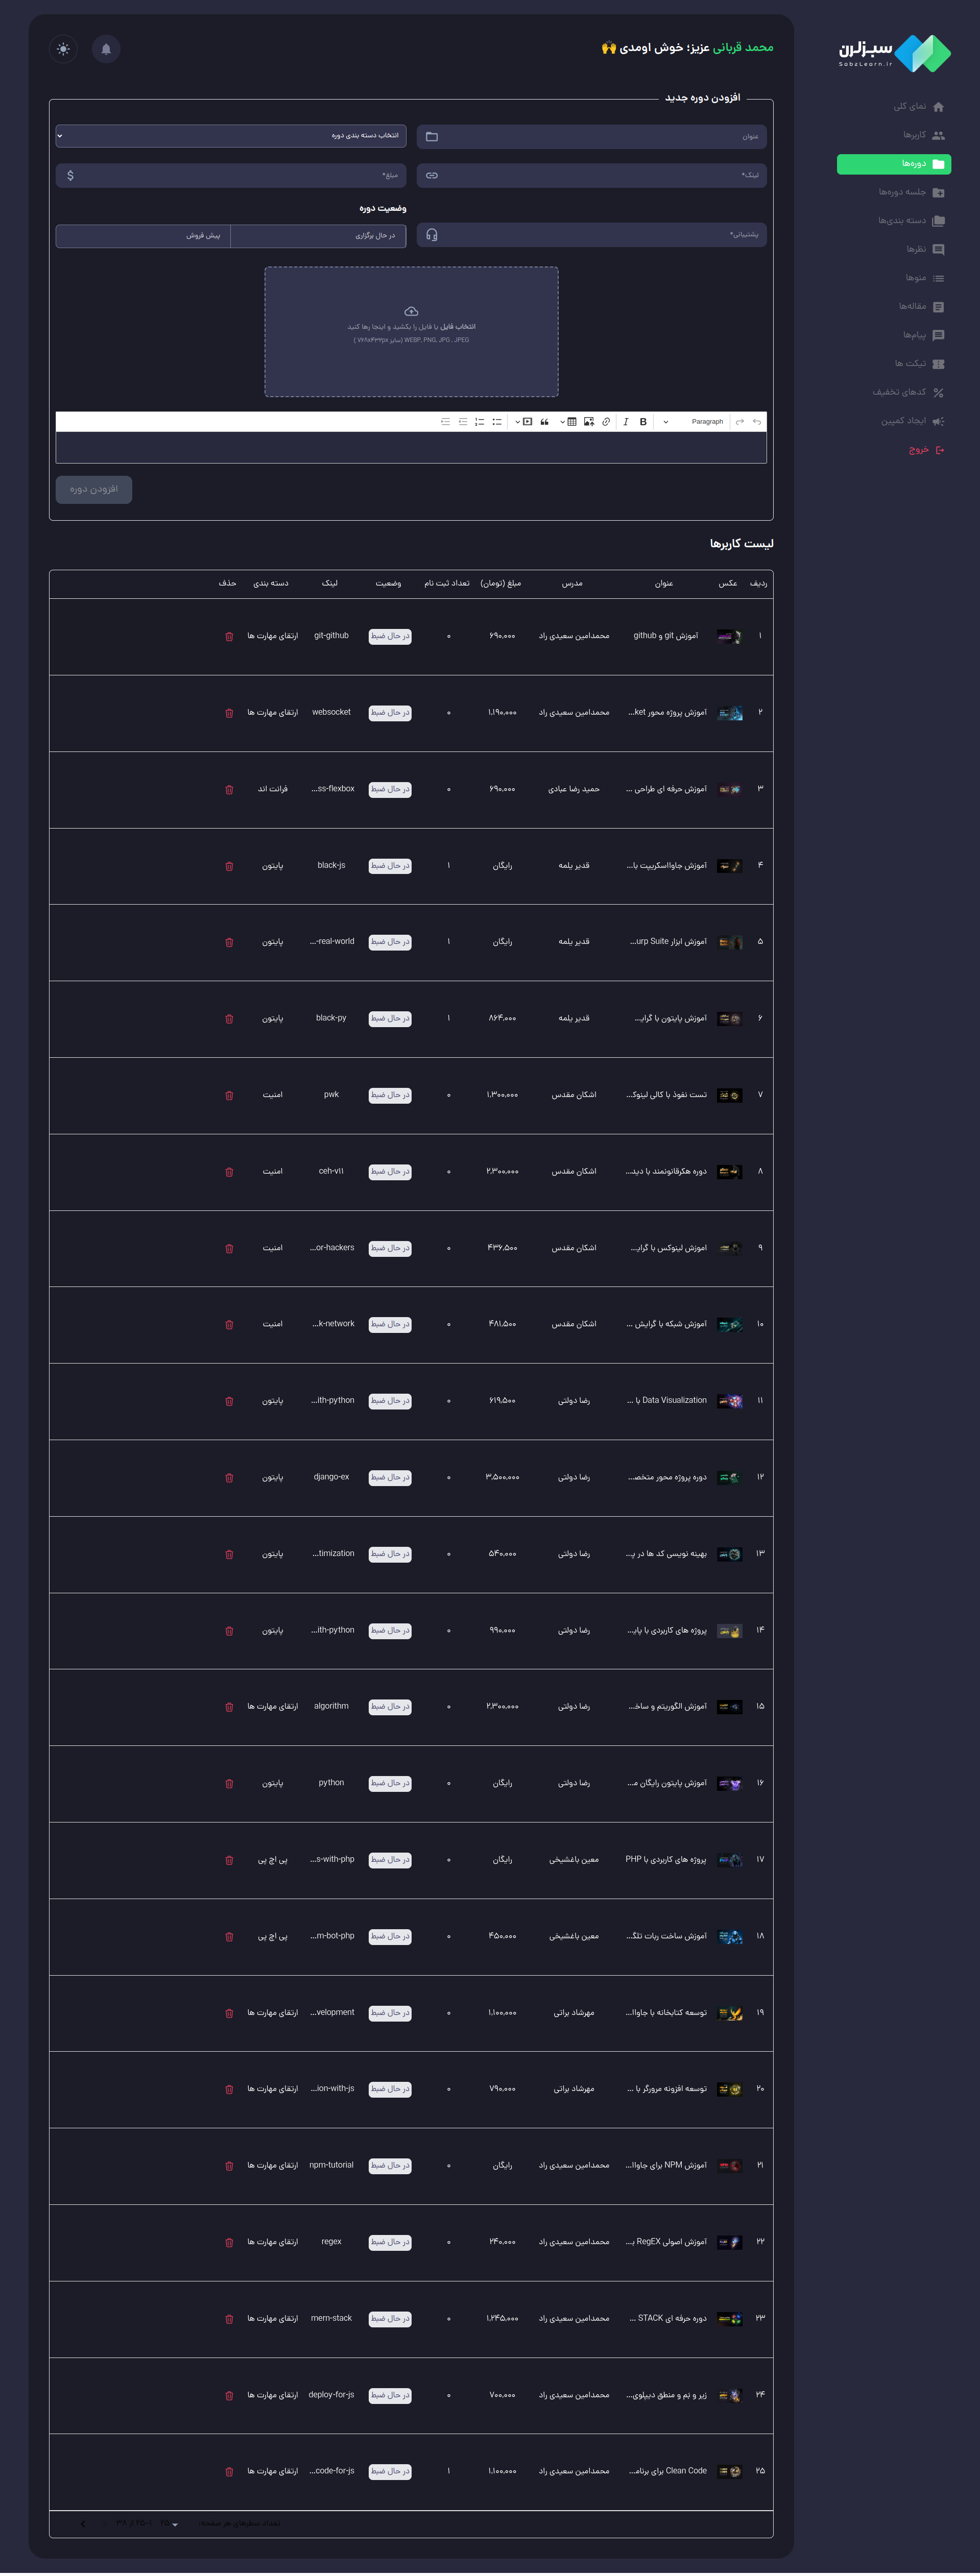 سبزلرن
SabzLearn.ir
نمای کلی
کاربرها
دوره‌ها
جلسه دوره‌ها
دسته بندی‌ها
نظرها
منوها
مقاله‌ها
پیام‌ها
تیکت ها
کدهای تخفیف
ایجاد کمپین
خروج
محمد قربانی عزیز؛ خوش اومدی 🙌
افزودن دوره جدید
عنوان
انتخاب دسته بندی دوره
لینک*
مبلغ*
وضعیت دوره
پشتیبانی*
در حال برگزاری پیش فروش
انتخاب فایل یا فایل را بکشید و اینجا رها کنید
WEBP, PNG, JPG , JPEG (سایز ۷۶۸x۴۳۲px )
Paragraph
افزودن دوره
لیست کاربرها
ردیف عکس عنوان مدرس مبلغ (تومان) تعداد ثبت نام وضعیت لینک دسته بندی حذف
۱ آموزش git و github محمدامین سعیدی راد ۶۹۰,۰۰۰ ۰ در حال ضبط git-github ارتقای مهارت ها
۲ آموزش پروژه محور ket... محمدامین سعیدی راد ۱,۱۹۰,۰۰۰ ۰ در حال ضبط websocket ارتقای مهارت ها
۳ آموزش حرفه ای طراحی ... حمید رضا عبادی ۶۹۰,۰۰۰ ۰ در حال ضبط ...ss-flexbox فرانت اند
۴ آموزش جاوااسکریپت با... قدیر یلمه رایگان ۱ در حال ضبط black-js پایتون
۵ آموزش ابزار urp Suite... قدیر یلمه رایگان ۱ در حال ضبط ...-real-world پایتون
۶ آموزش پایتون با گرای... قدیر یلمه ۸۶۴,۰۰۰ ۱ در حال ضبط black-py پایتون
۷ تست نفوذ با کالی لینوک... اشکان مقدس ۱,۳۰۰,۰۰۰ ۰ در حال ضبط pwk امنیت
۸ دوره هکرقانونمند با دید... اشکان مقدس ۲,۳۰۰,۰۰۰ ۰ در حال ضبط ceh-v۱۱ امنیت
۹ اموزش لینوکس با گرای... اشکان مقدس ۴۳۶,۵۰۰ ۰ در حال ضبط ...or-hackers امنیت
۱۰ آموزش شبکه با گرایش ... اشکان مقدس ۴۸۱,۵۰۰ ۰ در حال ضبط ...k-network امنیت
۱۱ Data Visualization با ... رضا دولتی ۶۱۹,۵۰۰ ۰ در حال ضبط ...ith-python پایتون
۱۲ دوره پروژه محور متخصص... رضا دولتی ۳,۵۰۰,۰۰۰ ۰ در حال ضبط django-ex پایتون
۱۳ بهینه نویسی کد ها در پ... رضا دولتی ۵۴۰,۰۰۰ ۰ در حال ضبط ...timization پایتون
۱۴ پروژه های کاربردی با پای... رضا دولتی ۹۹۰,۰۰۰ ۰ در حال ضبط ...ith-python پایتون
۱۵ آموزش الگوریتم و ساخ... رضا دولتی ۲,۳۰۰,۰۰۰ ۰ در حال ضبط algorithm ارتقای مهارت ها
۱۶ آموزش پایتون رایگان م... رضا دولتی رایگان ۰ در حال ضبط python پایتون
۱۷ پروژه های کاربردی با PHP معین باغشیخی رایگان ۰ در حال ضبط ...s-with-php پی اچ پی
۱۸ آموزش ساخت ربات تلگ... معین باغشیخی ۴۵۰,۰۰۰ ۰ در حال ضبط ...m-bot-php پی اچ پی
۱۹ توسعه کتابخانه با جاواا... مهرشاد براتی ۱,۱۰۰,۰۰۰ ۰ در حال ضبط ...velopment ارتقای مهارت ها
۲۰ توسعه افزونه مرورگر با ... مهرشاد براتی ۷۹۰,۰۰۰ ۰ در حال ضبط ...ion-with-js ارتقای مهارت ها
۲۱ آموزش NPM برای جاواا... محمدامین سعیدی راد رایگان ۰ در حال ضبط npm-tutorial ارتقای مهارت ها
۲۲ آموزش اصولی RegEX ب... محمدامین سعیدی راد ۲۴۰,۰۰۰ ۰ در حال ضبط regex ارتقای مهارت ها
۲۳ دوره حرفه ای STACK ... محمدامین سعیدی راد ۱,۲۴۵,۰۰۰ ۰ در حال ضبط mern-stack ارتقای مهارت ها
۲۴ زیر و بَم و منطق دیپلوی... محمدامین سعیدی راد ۷۰۰,۰۰۰ ۰ در حال ضبط deploy-for-js ارتقای مهارت ها
۲۵ Clean Code برای برنام... محمدامین سعیدی راد ۱,۱۰۰,۰۰۰ ۱ در حال ضبط ...code-for-js ارتقای مهارت ها
تعداد سطرهای هر صفحه: ۲۵ ۱–۲۵ از ۳۸